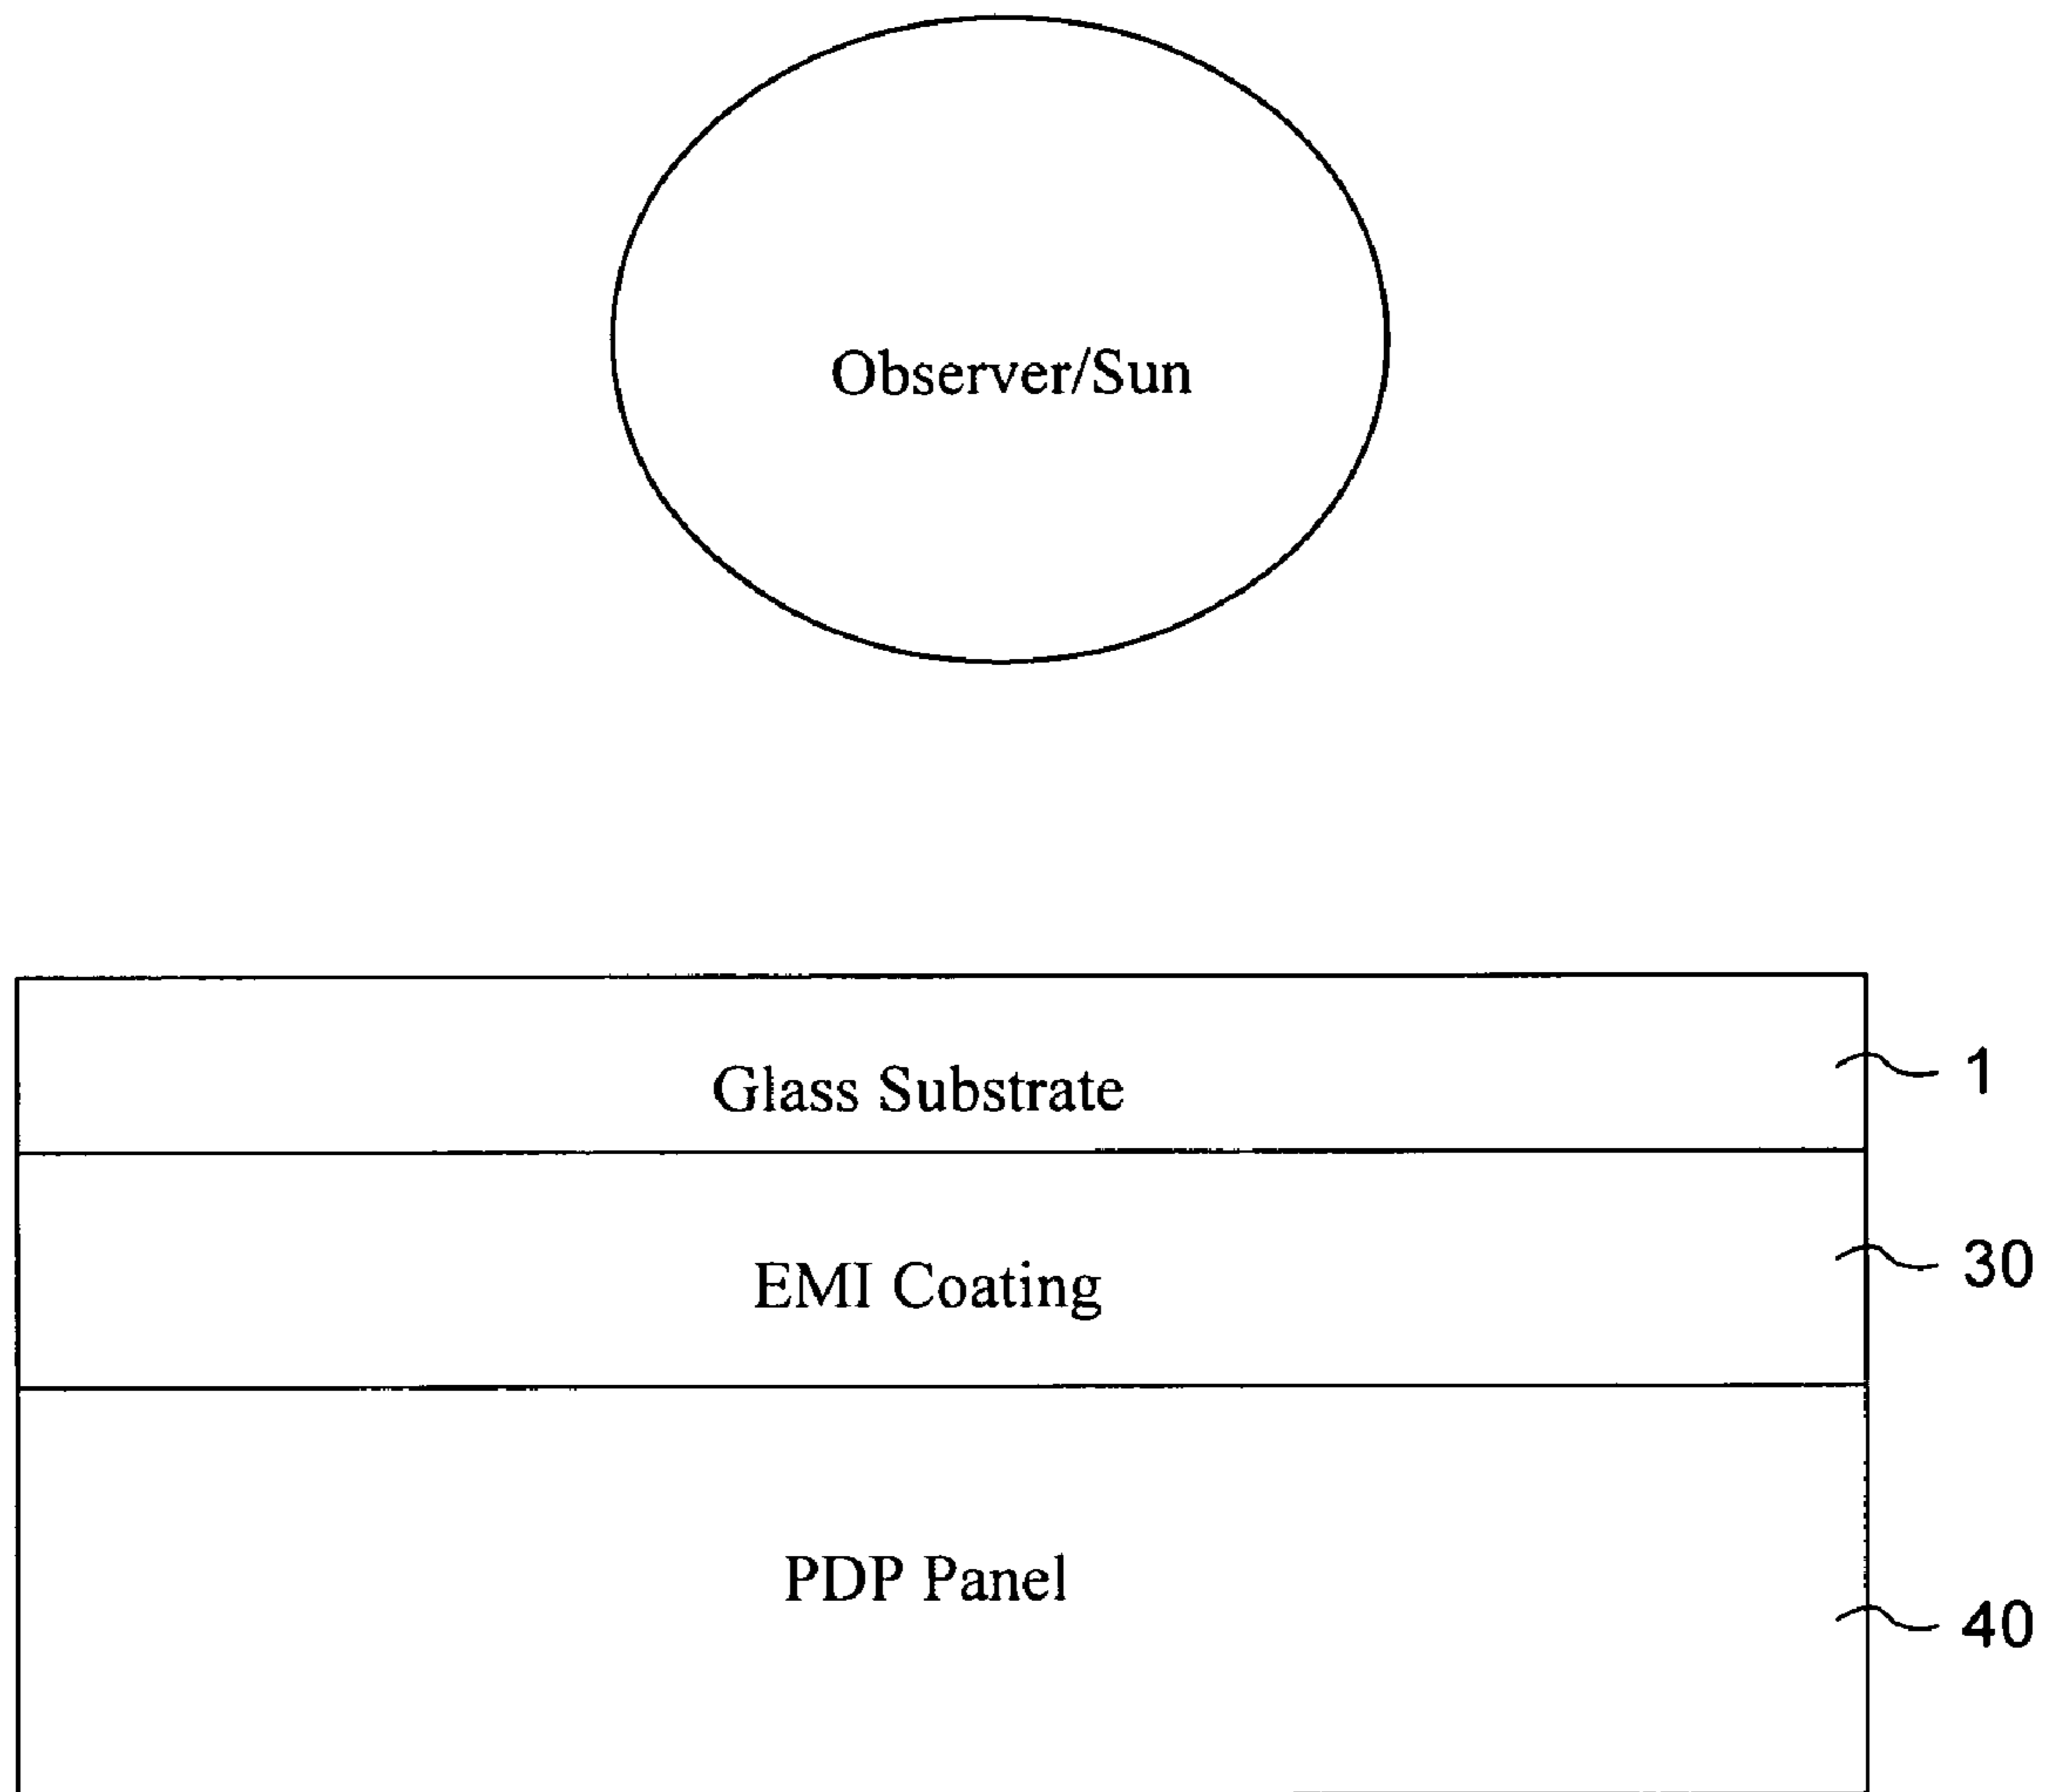 Observer/Sun
Glass Substrate
1
EMI Coating
30
PDP Panel
40